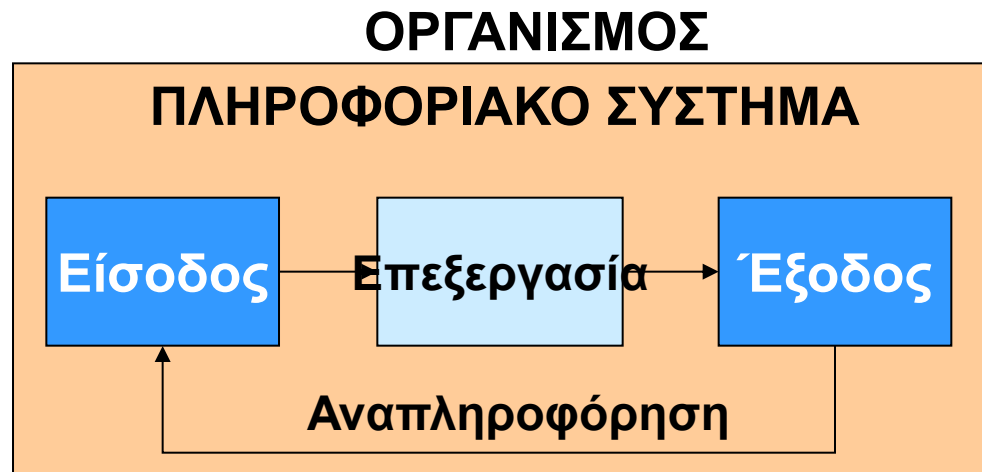 ΟΡΓΑΝΙΣΜΟΣ
ΠΛΗΡΟΦΟΡΙΑΚΟ ΣΥΣΤΗΜΑ
Είσοδος
Επεξεργασία
Έξοδος
Αναπληροφόρηση